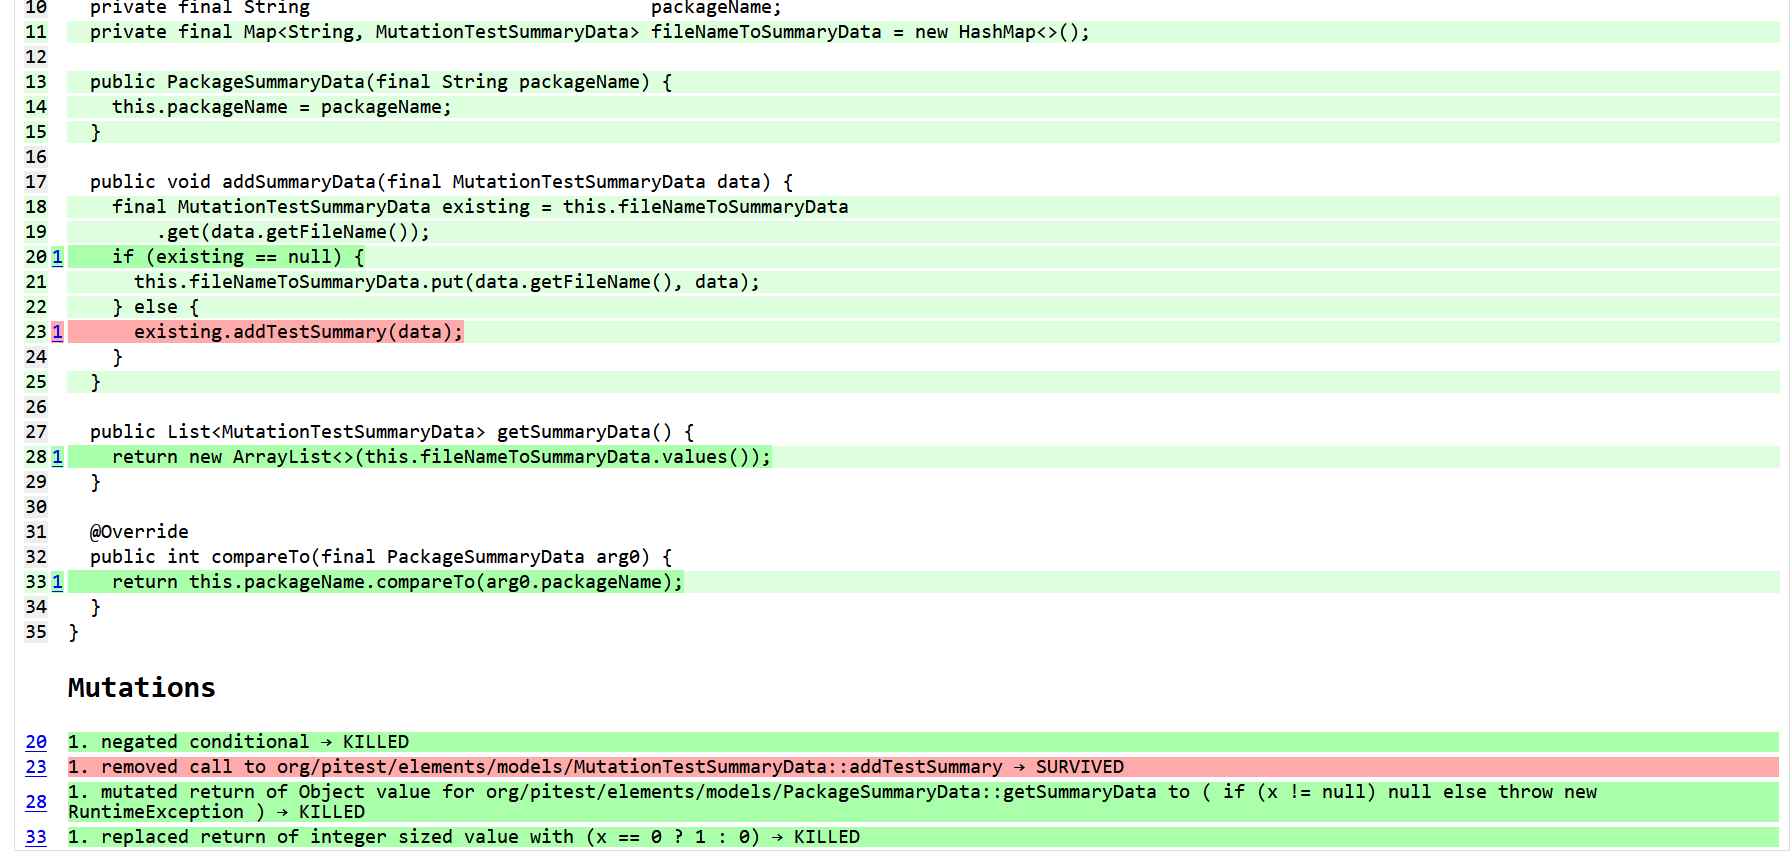 10    private final String                               packageName;
11    private final Map<String, MutationTestSummaryData> fileNameToSummaryData = new HashMap<>();
12
13    public PackageSummaryData(final String packageName) {
14      this.packageName = packageName;
15    }
16
17    public void addSummaryData(final MutationTestSummaryData data) {
18      final MutationTestSummaryData existing = this.fileNameToSummaryData
19          .get(data.getFileName());
20 1    if (existing == null) {
21        this.fileNameToSummaryData.put(data.getFileName(), data);
22      } else {
23 1      existing.addTestSummary(data);
24      }
25    }
26
27    public List<MutationTestSummaryData> getSummaryData() {
28 1    return new ArrayList<>(this.fileNameToSummaryData.values());
29    }
30
31    @Override
32    public int compareTo(final PackageSummaryData arg0) {
33 1    return this.packageName.compareTo(arg0.packageName);
34    }
35  }
Mutations
20 1. negated conditional → KILLED
23 1. removed call to org/pitest/elements/models/MutationTestSummaryData::addTestSummary → SURVIVED
28 1. mutated return of Object value for org/pitest/elements/models/PackageSummaryData::getSummaryData to ( if (x != null) null else throw new
RuntimeException ) → KILLED
33 1. replaced return of integer sized value with (x == 0 ? 1 : 0) → KILLED